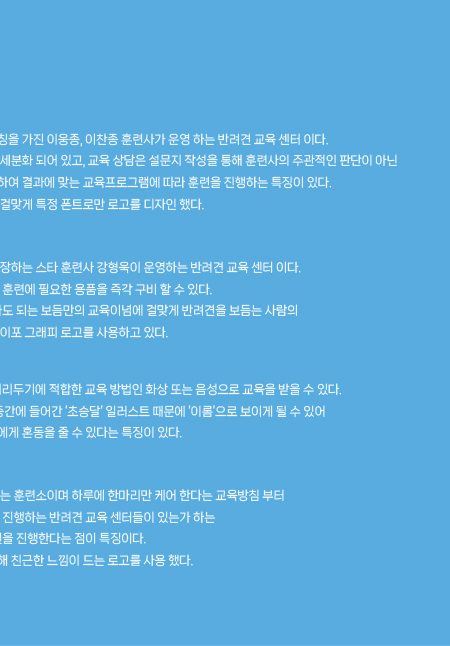 칭을 가진 이웅종, 이찬종 훈련사가 운영 하는 반려견 교육 센터 이다.
세분화 되어 있고, 교육 상담은 설문지 작성을 통해 훈련사의 주관적인 판단이 아닌
하여 결과에 맞는 교육프로그램에 따라 훈련을 진행하는 특징이 있다.
걸맞게 특정 폰트로만 로고를 디자인 했다.
장하는 스타 훈련사 강형욱이 운영하는 반려견 교육 센터 이다.
훈련에 필요한 용품을 즉각 구비 할 수 있다.
도 되는 보듬만의 교육이념에 걸맞게 반려견을 보듬는 사람의
이포 그래피 로고를 사용하고 있다.
리두기에 적합한 교육 방법인 화상 또는 음성으로 교육을 받을 수 있다.
중간에 들어간 '초승달' 일러스트 때문에 '이롬'으로 보이게 될 수 있어
에게 혼동을 줄 수 있다는 특징이 있다.
는 훈련소이며 하루에 한마리만 케어 한다는 교육방침 부터
진행하는 반려견 교육 센터들이 있는가 하는
을 진행한다는 점이 특징이다.
해 친근한 느낌이 드는 로고를 사용 했다.